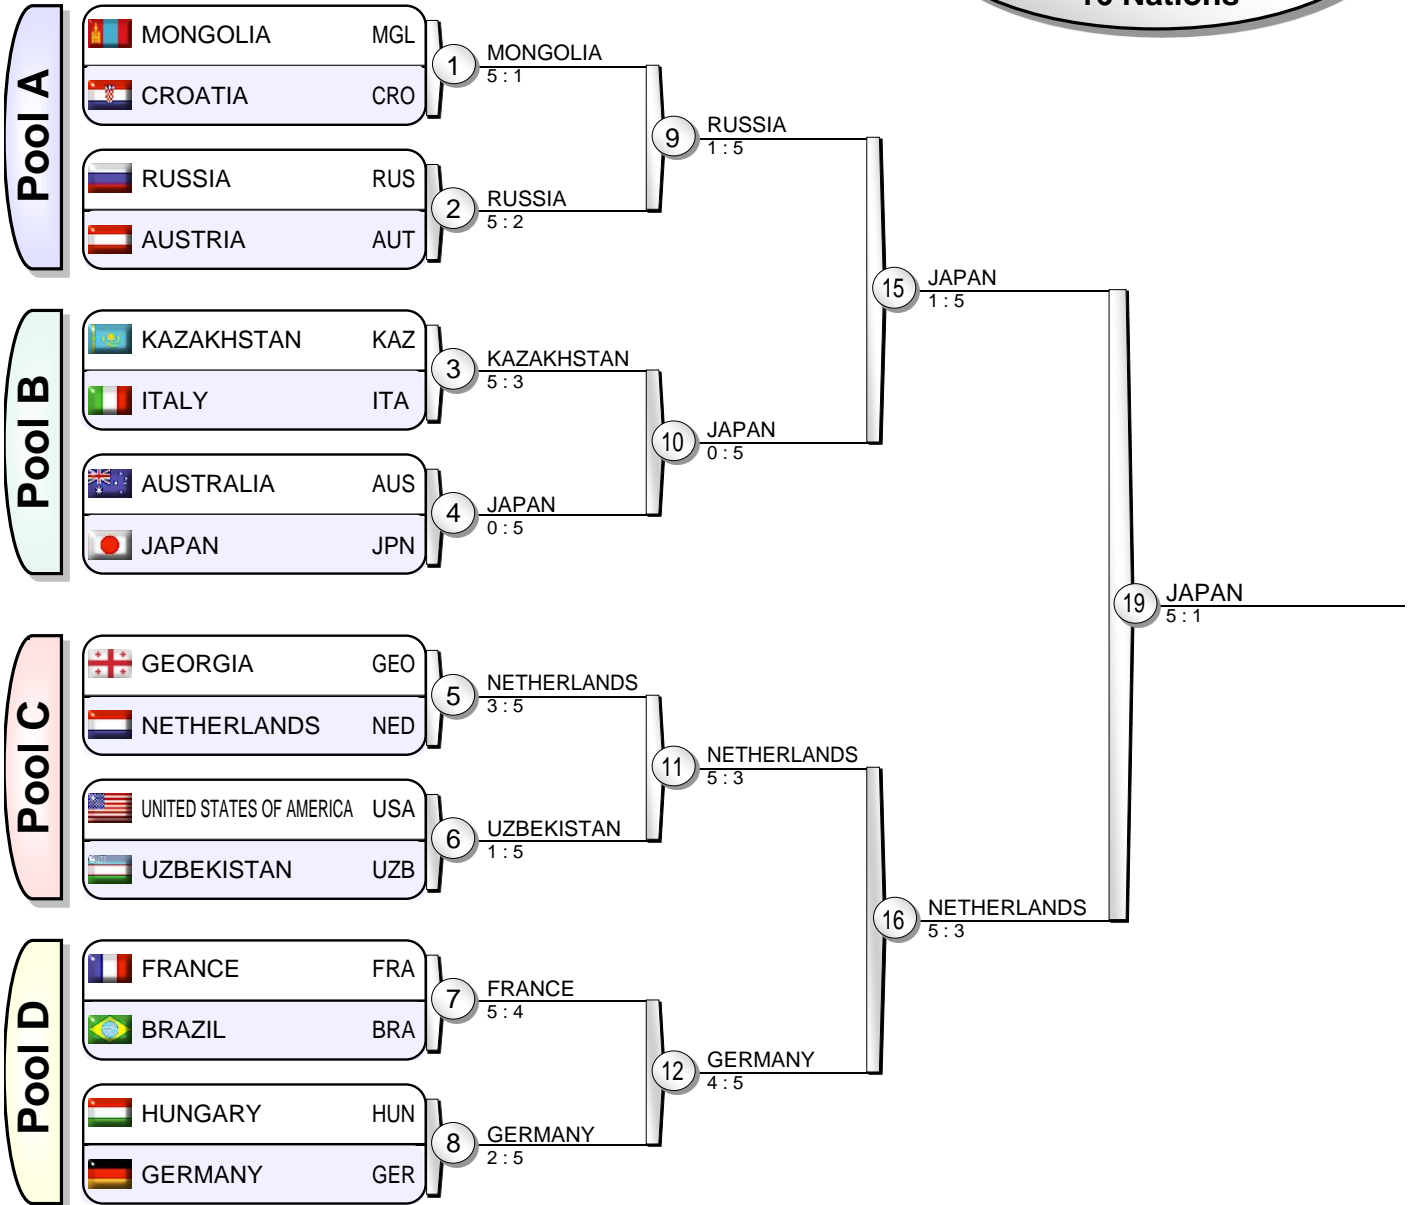 16 Nations
Pool A
MONGOLIA MGL
CROATIA CRO
RUSSIA RUS
AUSTRIA AUT
1
MONGOLIA
5 : 1
2
RUSSIA
5 : 2
9
RUSSIA
1 : 5
Pool B
KAZAKHSTAN KAZ
ITALY ITA
AUSTRALIA AUS
JAPAN JPN
3
KAZAKHSTAN
5 : 3
4
JAPAN
0 : 5
10
JAPAN
0 : 5
15
JAPAN
1 : 5
Pool C
GEORGIA GEO
NETHERLANDS NED
UNITED STATES OF AMERICA USA
UZBEKISTAN UZB
5
NETHERLANDS
3 : 5
6
UZBEKISTAN
1 : 5
11
NETHERLANDS
5 : 3
Pool D
FRANCE FRA
BRAZIL BRA
HUNGARY HUN
GERMANY GER
7
FRANCE
5 : 4
8
GERMANY
2 : 5
12
GERMANY
4 : 5
16
NETHERLANDS
5 : 3
19
JAPAN
5 : 1